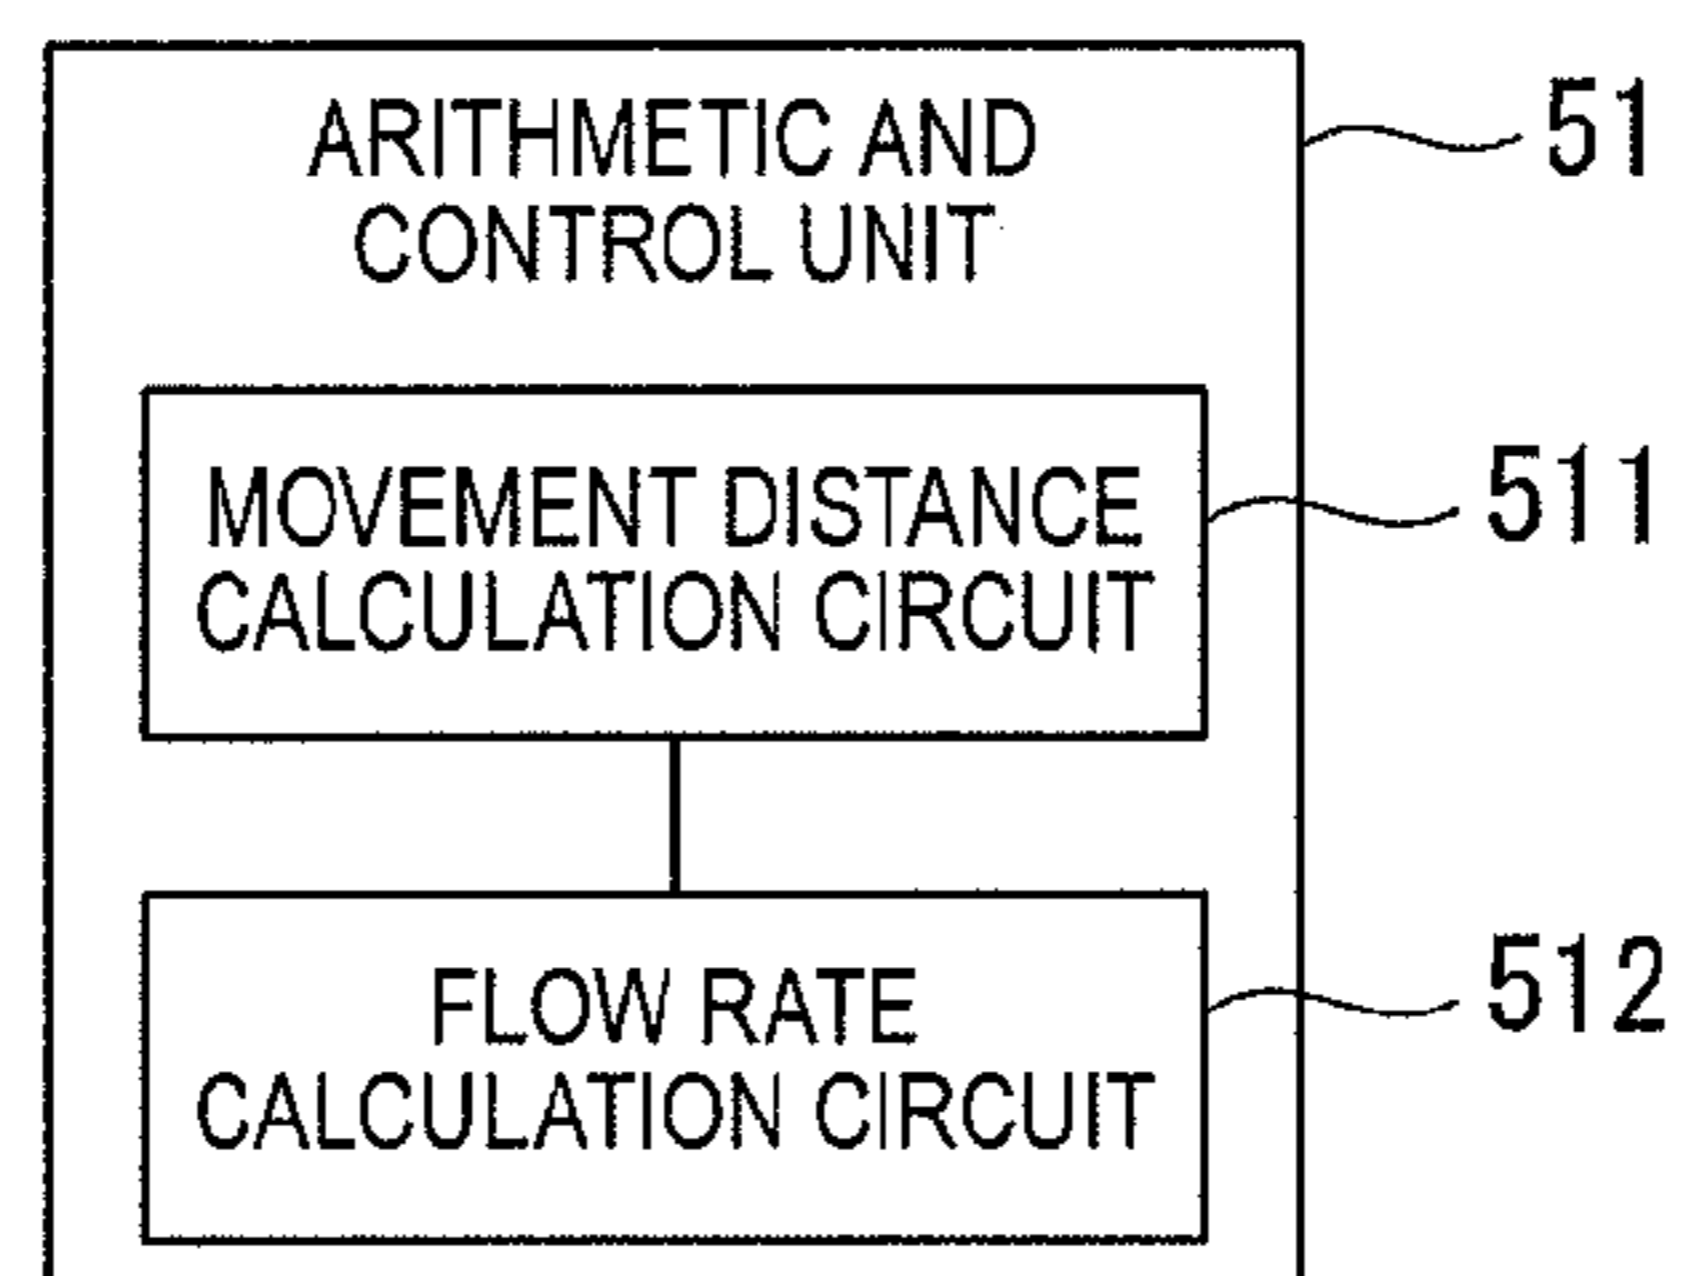 ARITHMETIC AND
CONTROL UNIT
51
MOVEMENT DISTANCE
CALCULATION CIRCUIT
511
FLOW RATE
CALCULATION CIRCUIT
512